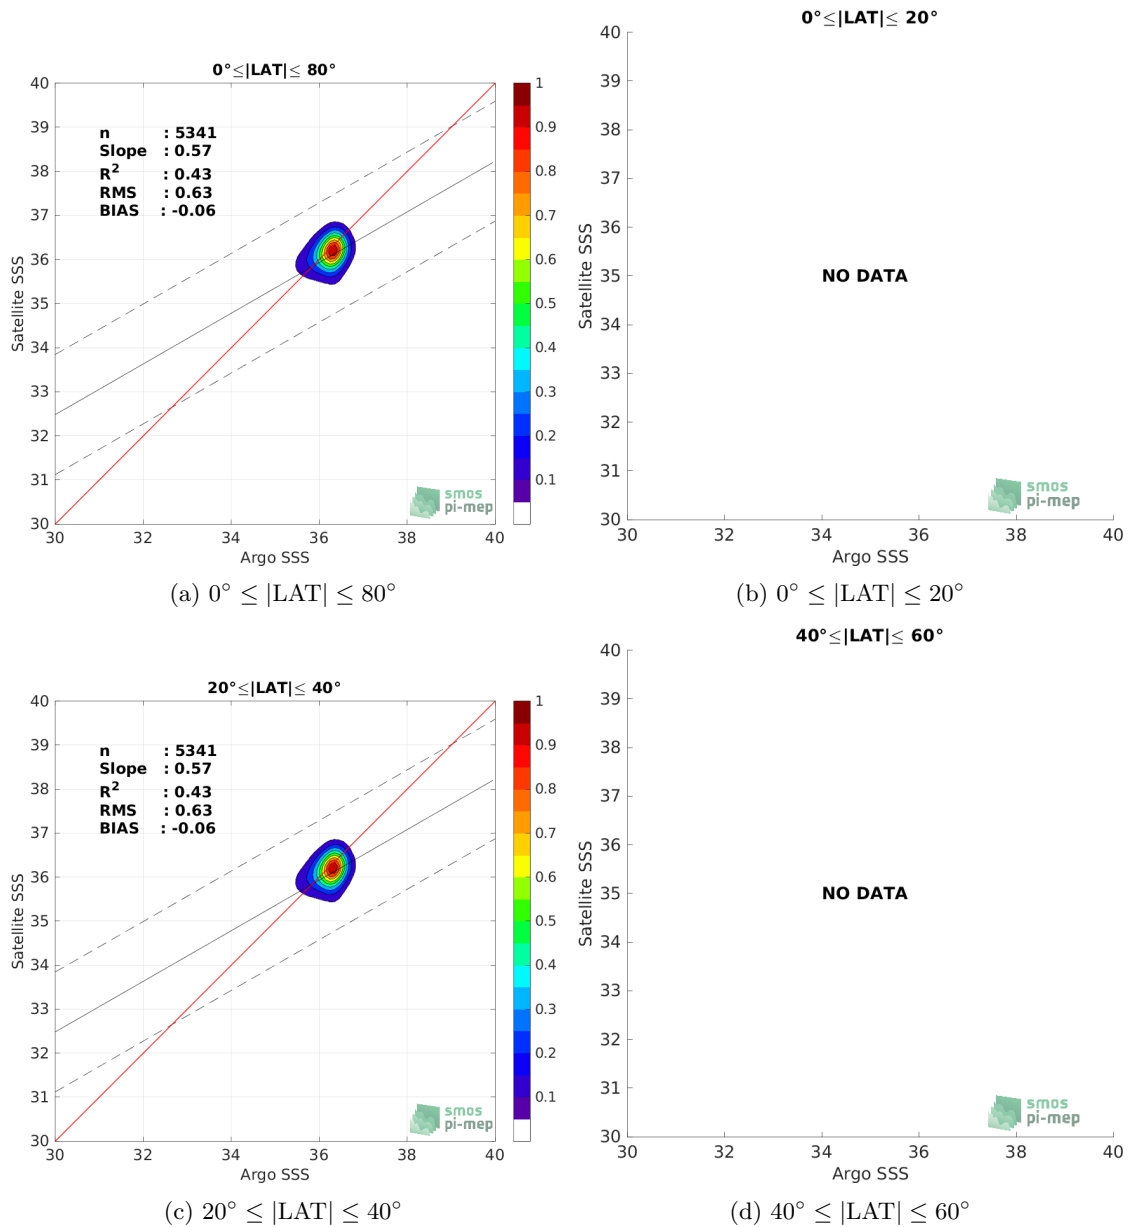 0°≤|LAT|≤ 80°
40
39
38
37
36
35
34
33
32
31
30
Satellite SSS
n : 5341
Slope : 0.57
R² : 0.43
RMS : 0.63
BIAS : -0.06
smos
pi-mep
30 32 34 36 38 40
Argo SSS
1
0.9
0.8
0.7
0.6
0.5
0.4
0.3
0.2
0.1
(a) 0° ≤ |LAT| ≤ 80°
0°≤|LAT|≤ 20°
40
39
38
37
36
35
34
33
32
31
30
Satellite SSS
NO DATA
smos
pi-mep
30 32 34 36 38 40
Argo SSS
(b) 0° ≤ |LAT| ≤ 20°
20°≤|LAT|≤ 40°
40
39
38
37
36
35
34
33
32
31
30
Satellite SSS
n : 5341
Slope : 0.57
R² : 0.43
RMS : 0.63
BIAS : -0.06
smos
pi-mep
30 32 34 36 38 40
Argo SSS
1
0.9
0.8
0.7
0.6
0.5
0.4
0.3
0.2
0.1
(c) 20° ≤ |LAT| ≤ 40°
40°≤|LAT|≤ 60°
40
39
38
37
36
35
34
33
32
31
30
Satellite SSS
NO DATA
smos
pi-mep
30 32 34 36 38 40
Argo SSS
(d) 40° ≤ |LAT| ≤ 60°